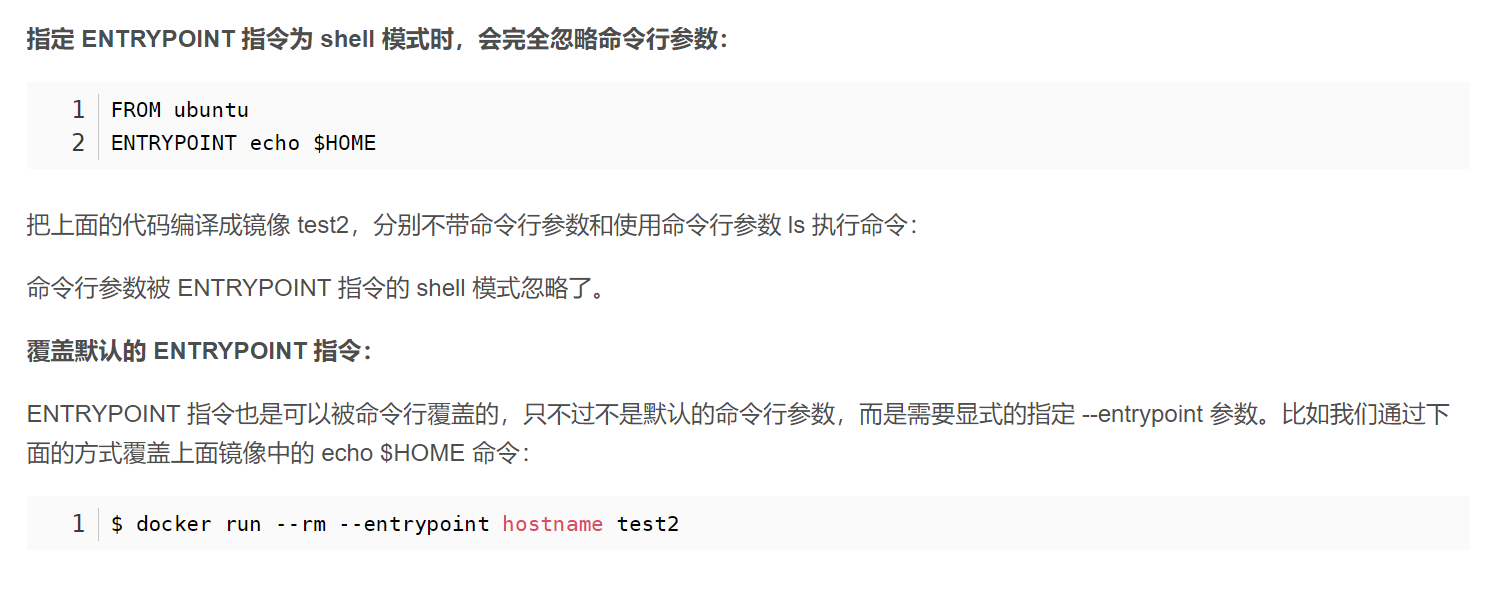 指定 ENTRYPOINT 指令为 shell 模式时，会完全忽略命令行参数：
1 FROM ubuntu
2 ENTRYPOINT echo $HOME
把上面的代码编译成镜像 test2，分别不带命令行参数和使用命令行参数 ls 执行命令：
命令行参数被 ENTRYPOINT 指令的 shell 模式忽略了。
覆盖默认的 ENTRYPOINT 指令：
ENTRYPOINT 指令也是可以被命令行覆盖的，只不过不是默认的命令行参数，而是需要显式的指定 --entrypoint 参数。比如我们通过下
面的方式覆盖上面镜像中的 echo $HOME 命令：
1 $ docker run --rm --entrypoint hostname test2